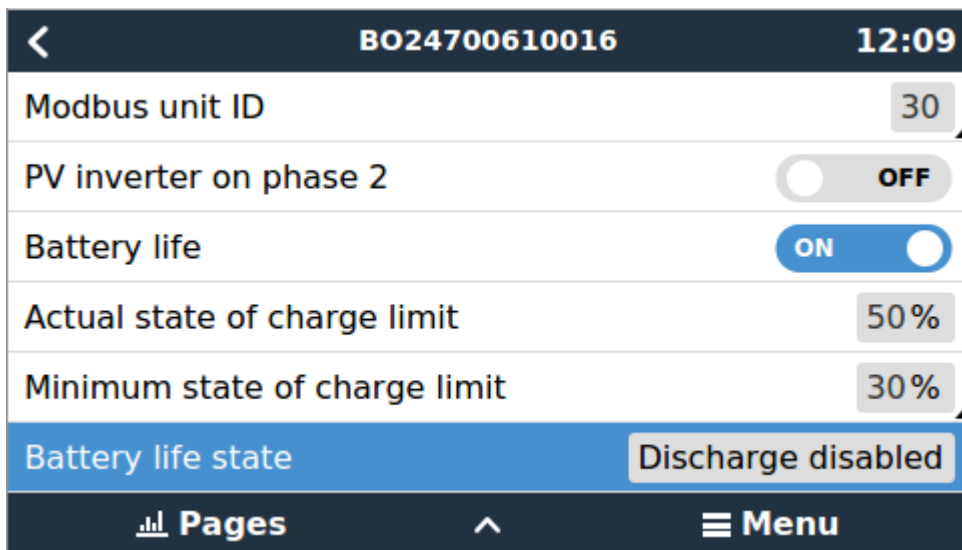 BO24700610016 12:09
Modbus unit ID 30
PV inverter on phase 2 OFF
Battery life ON
Actual state of charge limit 50%
Minimum state of charge limit 30%
Battery life state Discharge disabled
Pages Menu